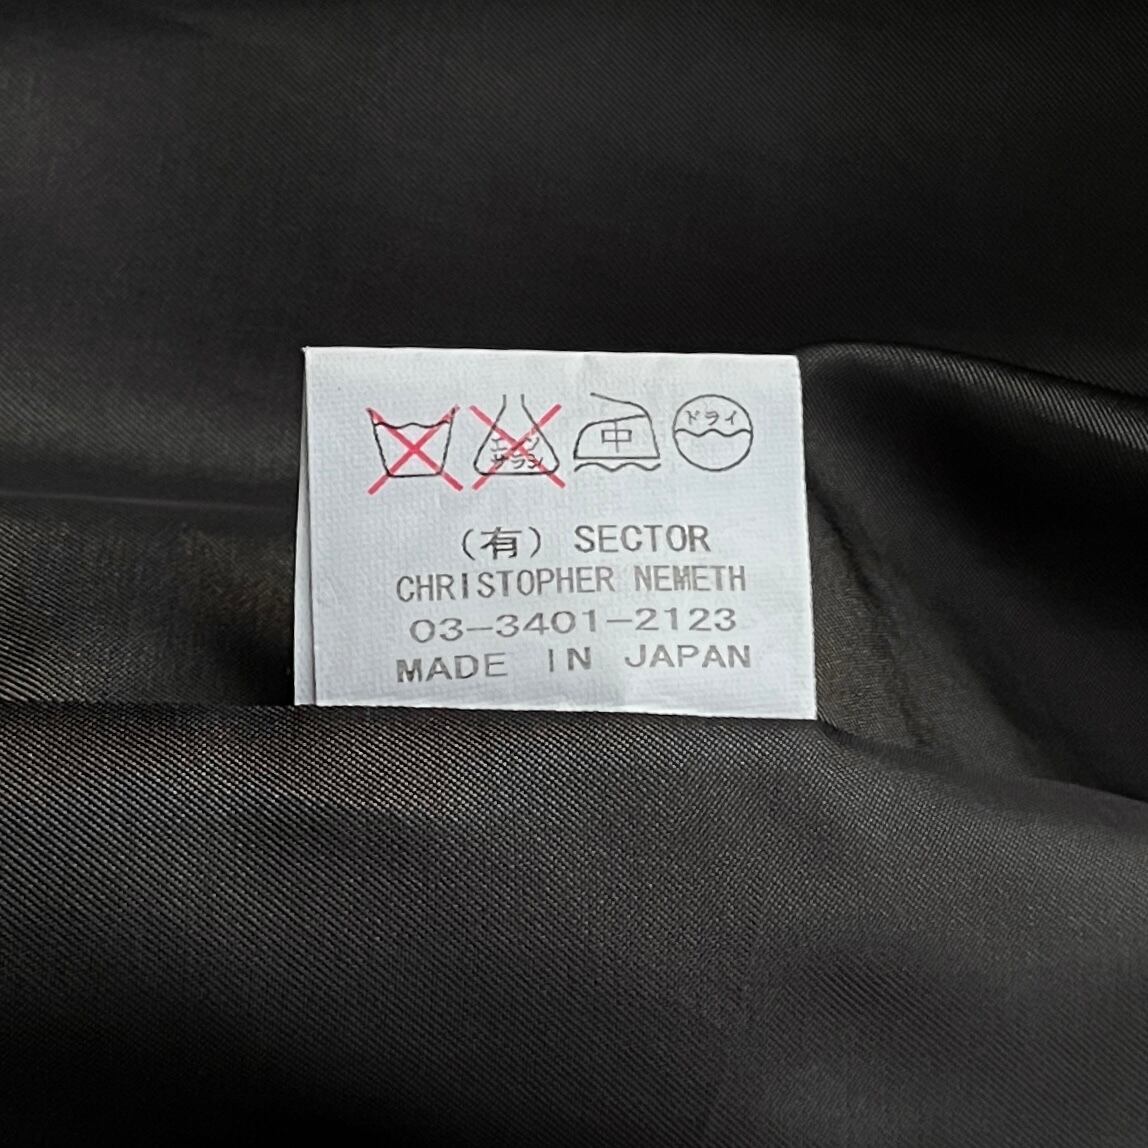 エンソ
サラシ
中
ドライ
（有） SECTOR
CHRISTOPHER NEMETH
03-3401-2123
MADE IN JAPAN